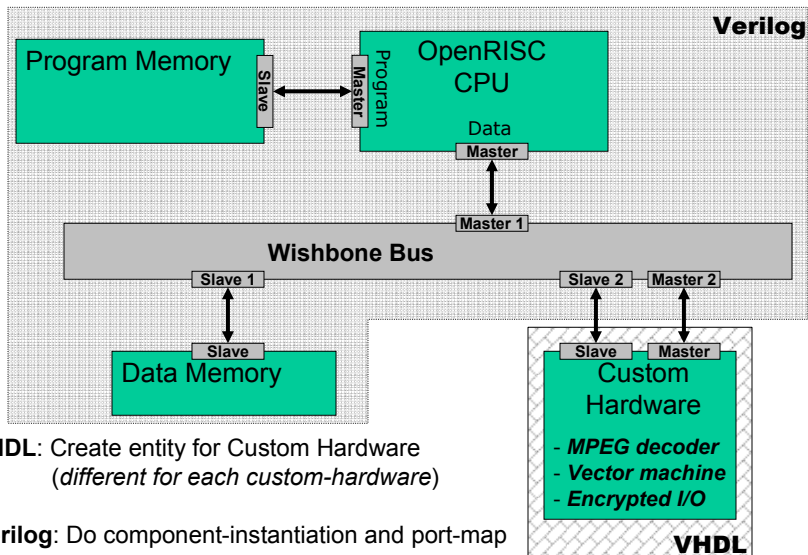 Verilog
Program Memory
Slave
Master
Program
OpenRISC
CPU
Data
Master
Master 1
Wishbone Bus
Slave 1
Slave 2
Master 2
Slave
Data Memory
Slave
Master
Custom
Hardware
- MPEG decoder
- Vector machine
- Encrypted I/O
VHDL
HDL: Create entity for Custom Hardware
(different for each custom-hardware)
rilog: Do component-instantiation and port-map